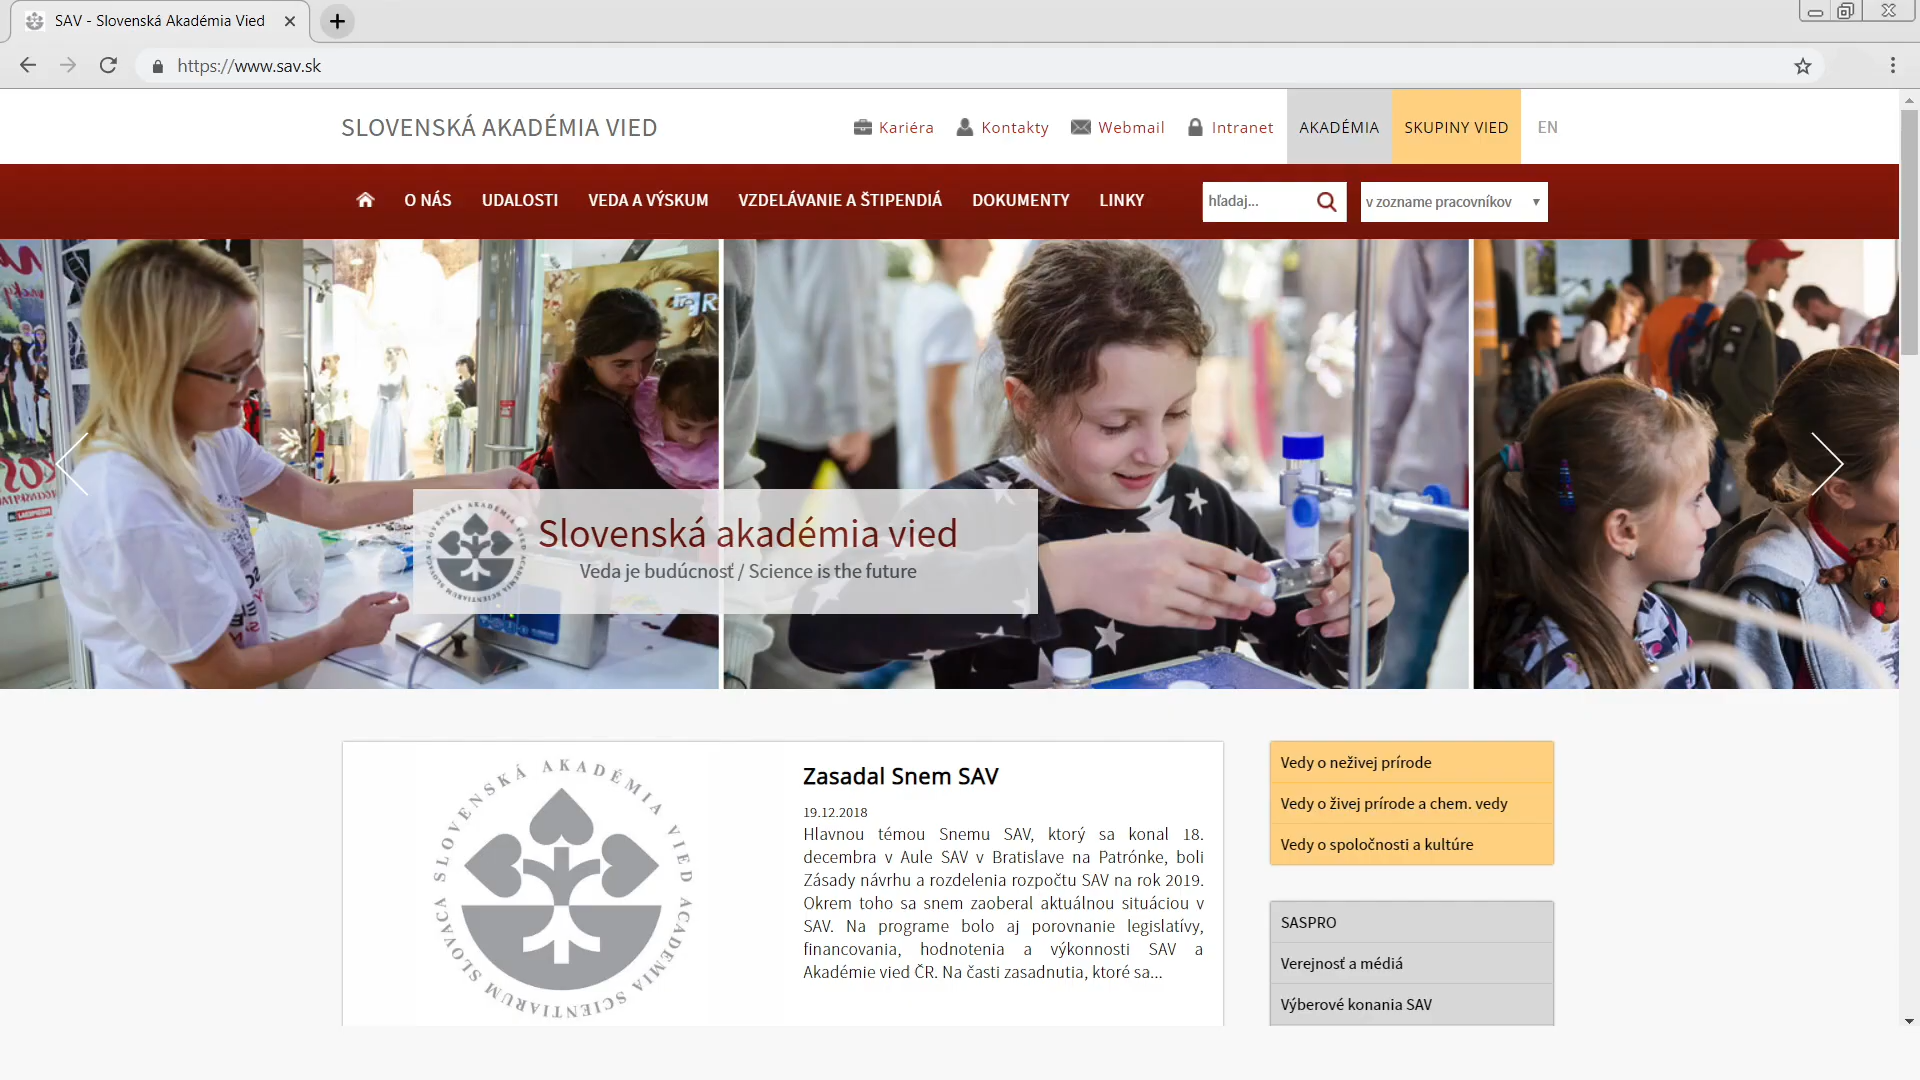 SAV - Slovenská Akadémia Vied
https://www.sav.sk
SLOVENSKÁ AKADÉMIA VIED
Kariéra
Kontakty
Webmail
Intranet
AKADÉMIA
SKUPINY VIED
EN
O NÁS
UDALOSTI
VEDA A VÝSKUM
VZDELÁVANIE A ŠTIPENDIÁ
DOKUMENTY
LINKY
hľadaj...
v zozname pracovníkov
Slovenská akadémia vied
Veda je budúcnosť / Science is the future
SLOVENSKÁ AKADÉMIA VIED ACADEMIA SCIENTIARUM SLOVACA
Zasadal Snem SAV
19.12.2018
Hlavnou témou Snemu SAV, ktorý sa konal 18.
decembra v Aule SAV v Bratislave na Patrónke, boli
Zásady návrhu a rozdelenia rozpočtu SAV na rok 2019.
Okrem toho sa snem zaoberal aktuálnou situáciou v
SAV. Na programe bolo aj porovnanie legislatívy,
financovania, hodnotenia a výkonnosti SAV a
Akadémie vied ČR. Na časti zasadnutia, ktoré sa...
Vedy o neživej prírode
Vedy o živej prírode a chem. vedy
Vedy o spoločnosti a kultúre
SASPRO
Verejnosť a médiá
Výberové konania SAV